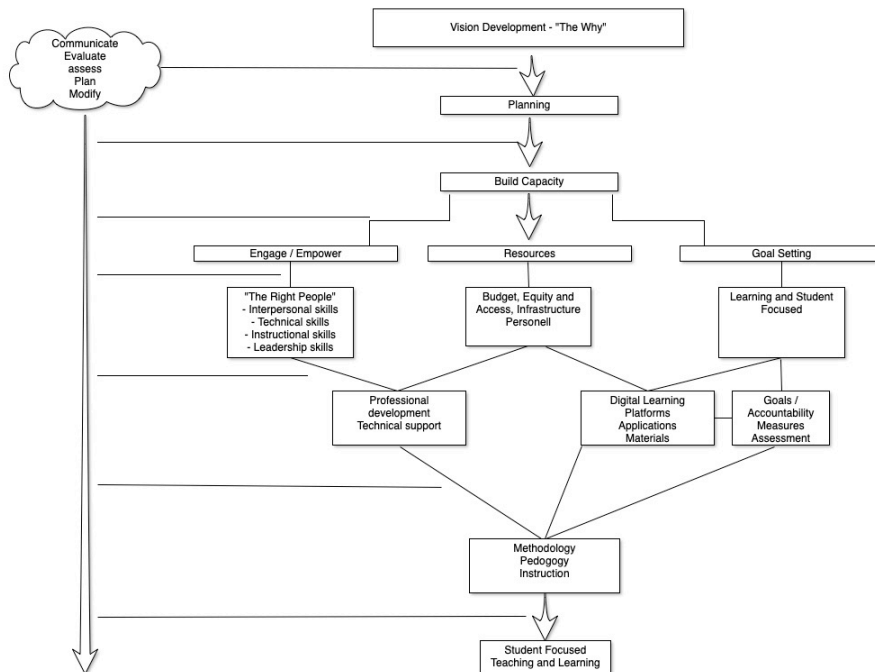 Communicate
Evaluate
assess
Plan
Modify
Vision Development - "The Why"
Planning
Build Capacity
Engage / Empower
Resources
Goal Setting
"The Right People"
- Interpersonal skills
- Technical skills
- Instructional skills
- Leadership skills
Budget, Equity and
Access, Infrastructure
Personell
Learning and Student
Focused
Professional
development
Technical support
Digital Learning
Platforms
Applications
Materials
Goals /
Accountability
Measures
Assessment
Methodology
Pedogogy
Instruction
Student Focused
Teaching and Learning